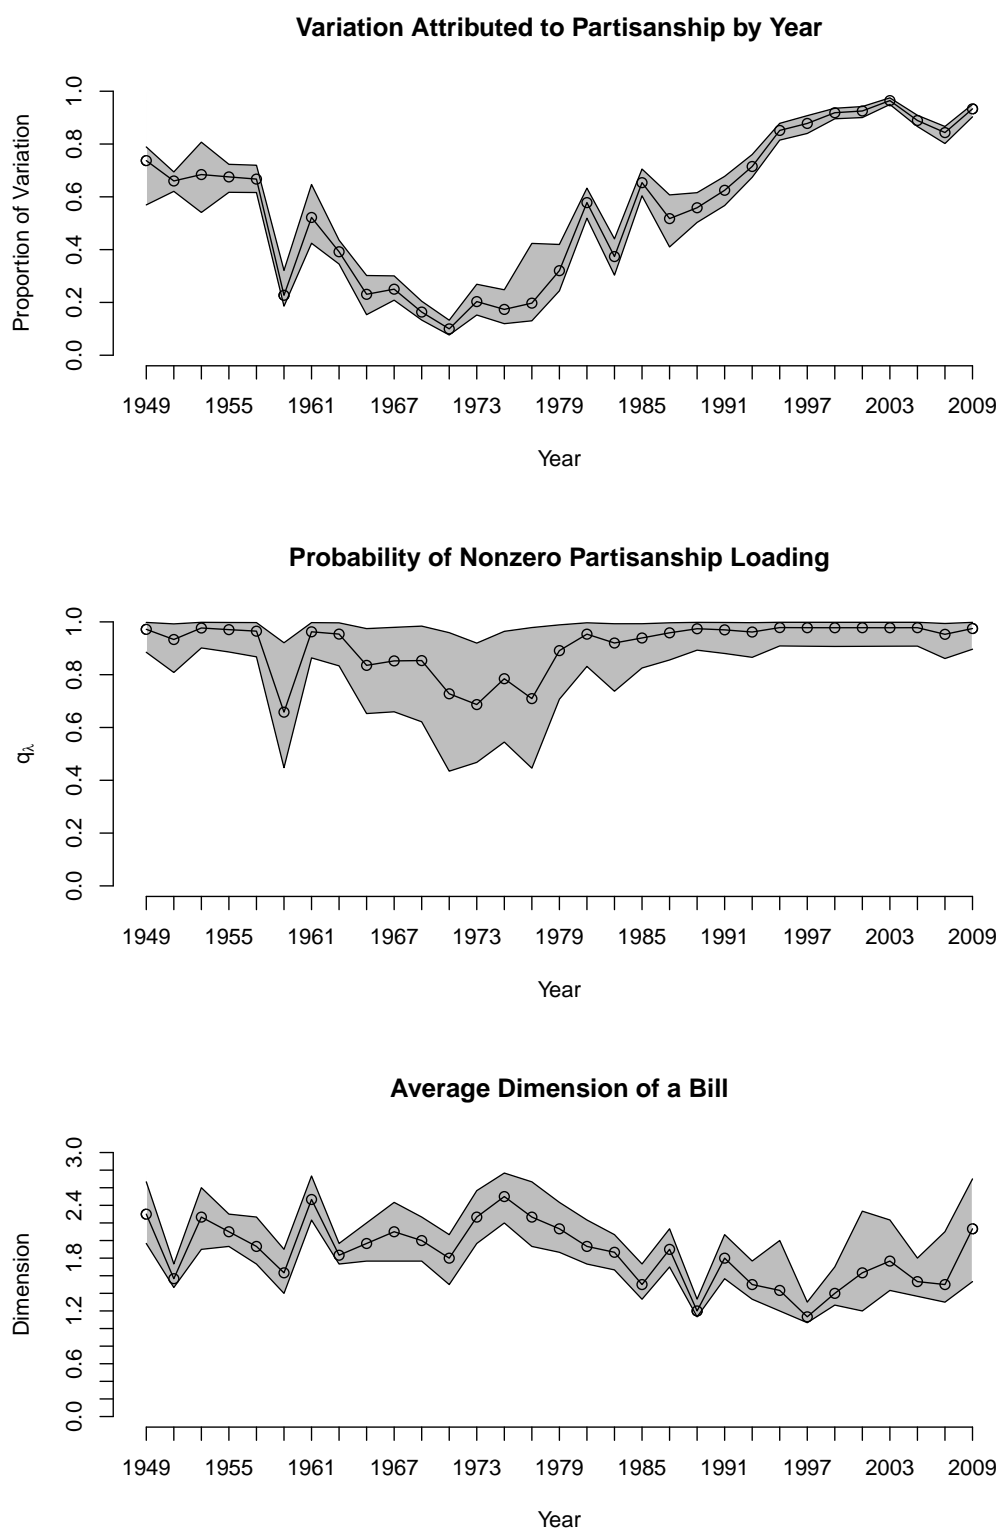 Variation Attributed to Partisanship by Year
Proportion of Variation
1.0
0.8
0.6
0.4
0.2
0.0
1949 1955 1961 1967 1973 1979 1985 1991 1997 2003 2009
Year
Probability of Nonzero Partisanship Loading
qλ
1.0
0.8
0.6
0.4
0.2
0.0
1949 1955 1961 1967 1973 1979 1985 1991 1997 2003 2009
Year
Average Dimension of a Bill
Dimension
3.0
2.4
1.8
1.2
0.6
0.0
1949 1955 1961 1967 1973 1979 1985 1991 1997 2003 2009
Year